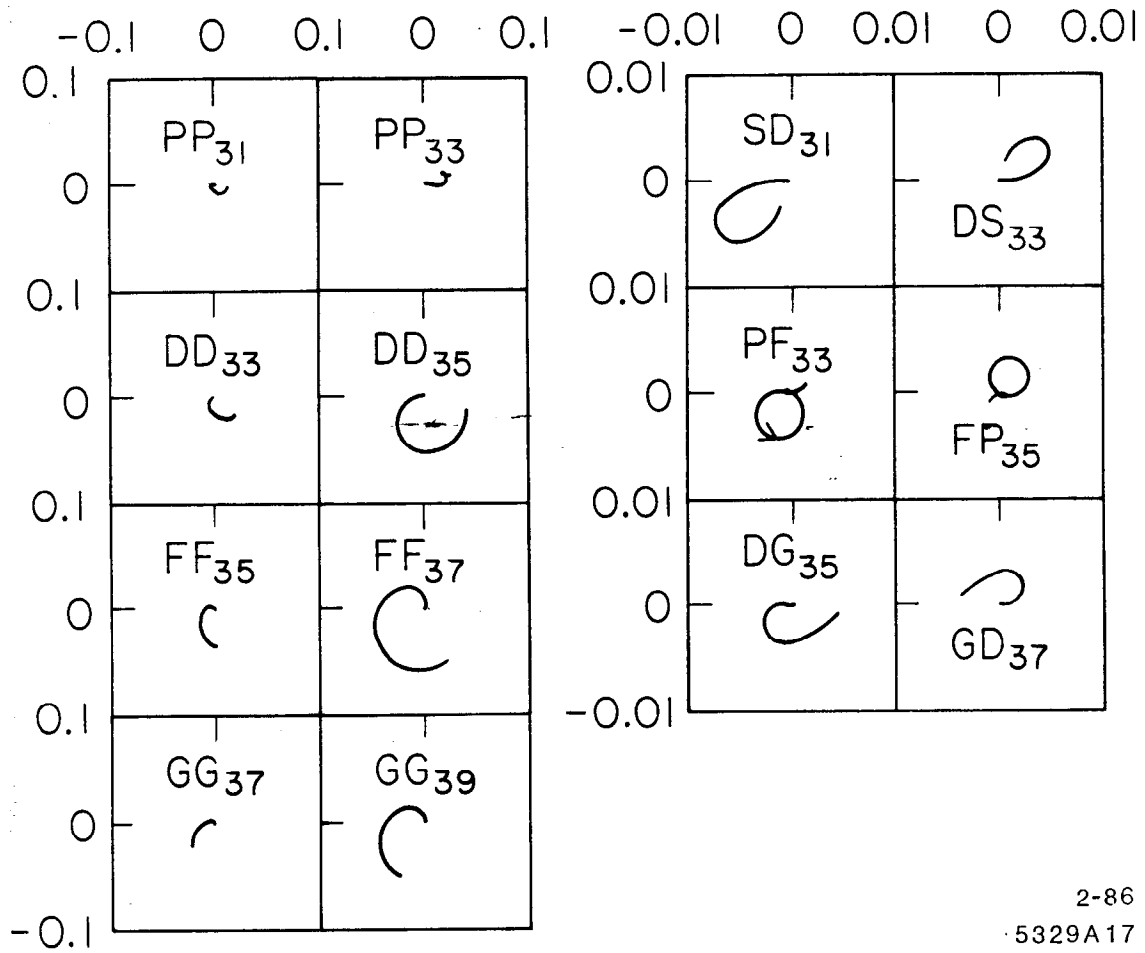 -0.1 0 0.1 0 0.1
-0.01 0 0.01 0 0.01
0.1
PP31 PP33
0
0.1
DD33 DD35
0
0.1
FF35 FF37
0
0.1
GG37 GG39
0
-0.1
0.01
SD31
0
DS33
0.01
PF33
0
FP35
0.01
DG35
0
GD37
-0.01
2-86
5329A17